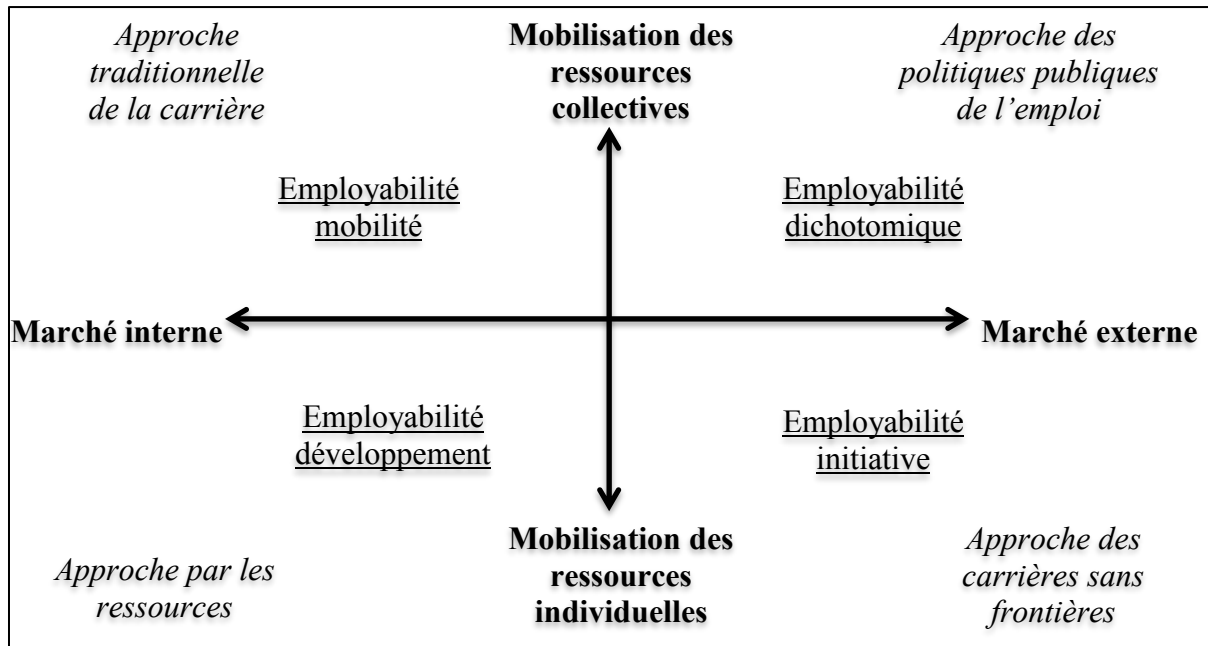 Approche
traditionnelle
de la carrière
Mobilisation des
ressources
collectives
Approche des
politiques publiques
de l’emploi
Employabilité
mobilité
Employabilité
dichotomique
Marché interne
Marché externe
Employabilité
développement
Employabilité
initiative
Approche par les
ressources
Mobilisation des
ressources
individuelles
Approche des
carrières sans
frontières